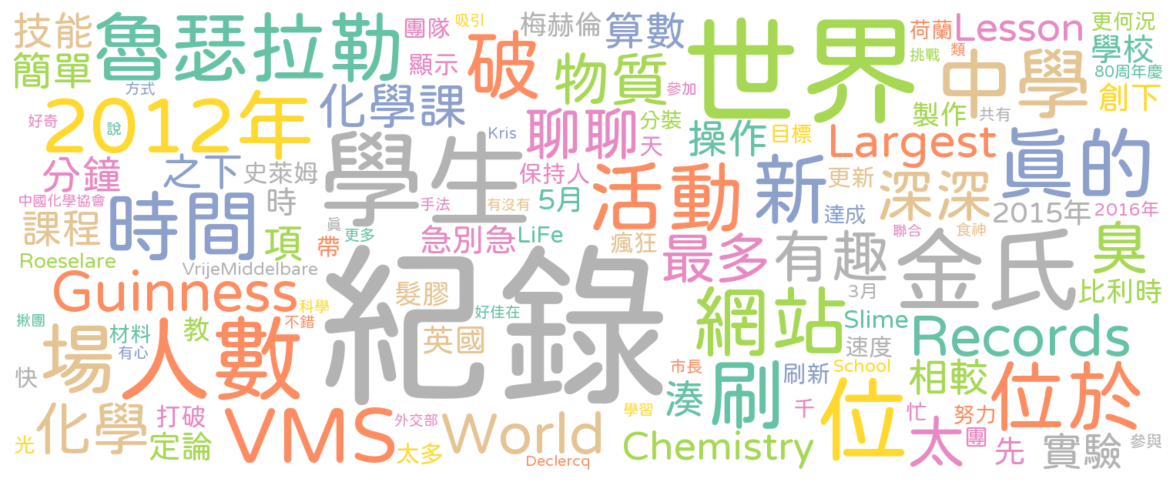 技能
魯瑟拉勒
團隊
吸引
梅赫倫
算數
世界
荷蘭
Lesson
更何況
簡單
顯示
破
物質
挑戰
類
中學
學校
80周年慶
方式
化學課
參加
創下
2012年
好奇
說
學生
Kris
聊聊
分裝
天
操作
目標
製作
共有
Largest
眞的
分鐘
之下
史萊姆
保持人
活動
新
更新
深深
中國化學協會
時間
時
手法
有沒有
5月
達成
2015年
2016年
課程
項
眞
帶
更多
急別急
LiFe
瘋狂
最多
有趣
聯合
食神
金氏
臭
Roeselare
VrijeMiddelbare
紀錄
比利時
Guinness
科學
髮膠
好佳在
網站
3月
揪團
材料
教
不錯
英國
Slime
Records
有心
場
人數
速度
快
市長
刷新
School
相較
位於
化學
打破
VMS
外交部
學習
湊
刷
千
位
忙
努力
光
定論
太多
World
Declercq
Chemistry
太
團
先
實驗
參與